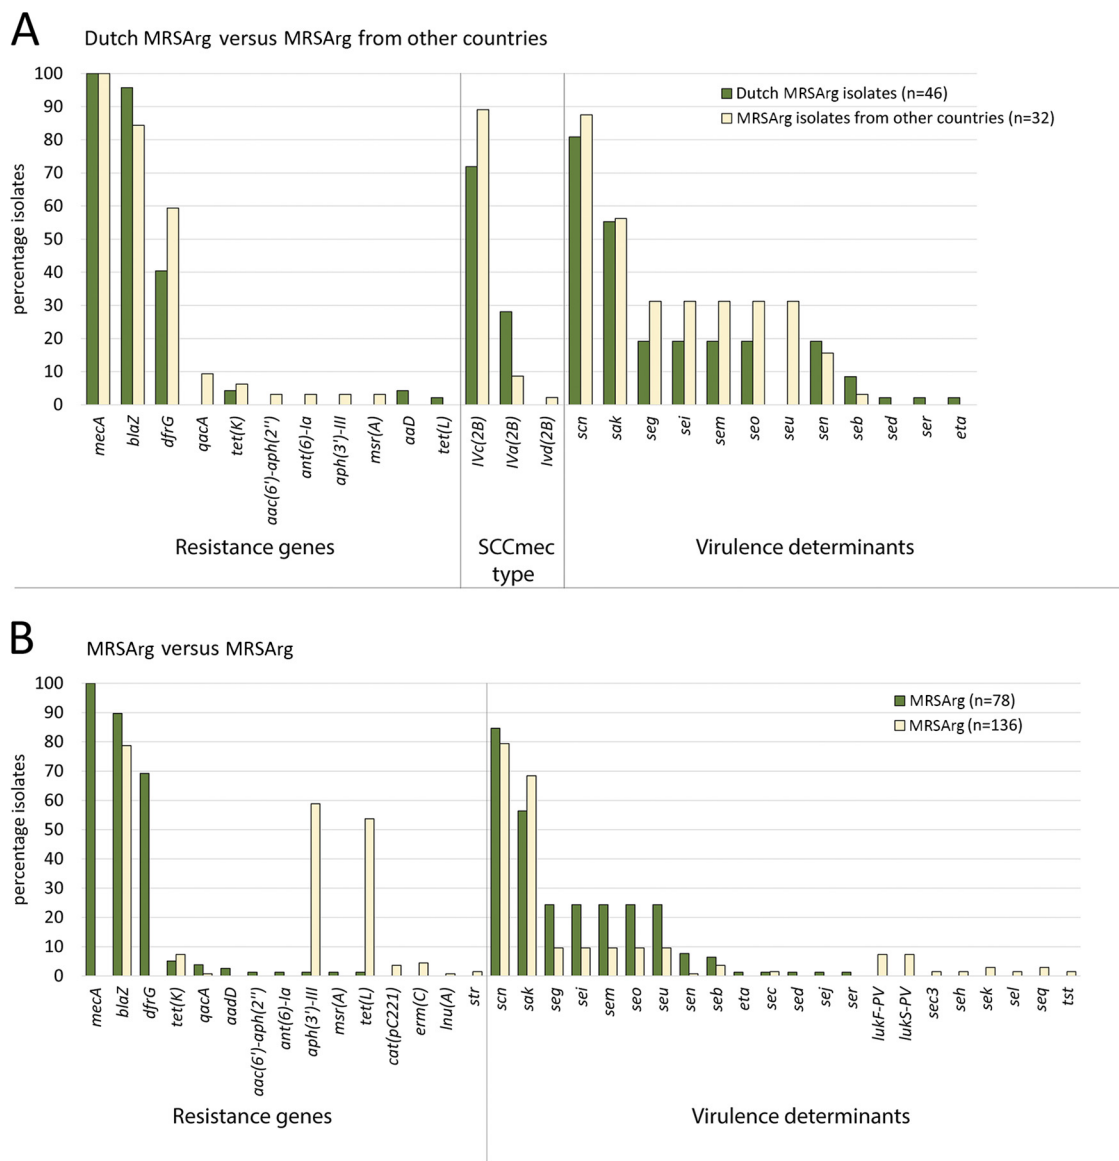 A
Dutch MRSArg versus MRSArg from other countries
percentage isolates
100
90
80
70
60
50
40
30
20
10
0
Dutch MRSArg isolates (n=46)
MRSArg isolates from other countries (n=32)
mecA
blaZ
dfrG
qacA
tet(K)
aac(6')-aph(2'')
ant(6)-Ia
aph(3')-III
msr(A)
aaD
tet(L)
IVc(2B)
IVa(2B)
Ivd(2B)
scn
sak
seg
sei
sem
seo
seu
sen
seb
sed
ser
eta
Resistance genes
SCCmec
type
Virulence determinants
B
MRSArg versus MRSArg
percentage isolates
100
90
80
70
60
50
40
30
20
10
0
MRSArg (n=78)
MRSArg (n=136)
mecA
blaZ
dfrG
tet(K)
qacA
aadD
aac(6')-aph(2'')
ant(6)-Ia
aph(3')-III
msr(A)
tet(L)
cat(pC221)
erm(C)
lnu(A)
str
scn
sak
seg
sei
sem
seo
seu
sen
seb
eta
sec
sed
sej
ser
lukF-PV
lukS-PV
sec3
seh
sek
sel
seq
tst
Resistance genes
Virulence determinants